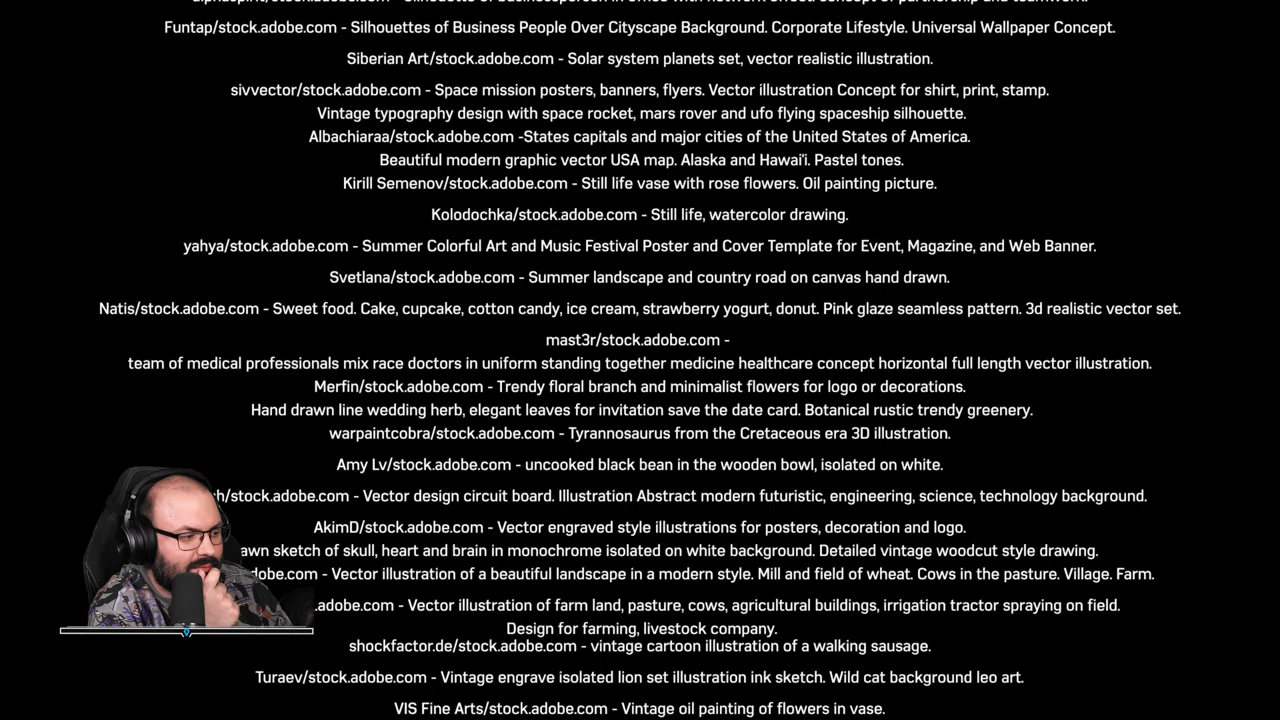 Funtap/stock.adobe.com - Silhouettes of Business People Over Cityscape Background. Corporate Lifestyle. Universal Wallpaper Concept.
Siberian Art/stock.adobe.com - Solar system planets set, vector realistic illustration.
sivvector/stock.adobe.com - Space mission posters, banners, flyers. Vector illustration Concept for shirt, print, stamp.
Vintage typography design with space rocket, mars rover and ufo flying spaceship silhouette.
Albachiaraa/stock.adobe.com -States capitals and major cities of the United States of America.
Beautiful modern graphic vector USA map. Alaska and Hawai'i. Pastel tones.
Kirill Semenov/stock.adobe.com - Still life vase with rose flowers. Oil painting picture.
Kolodochka/stock.adobe.com - Still life, watercolor drawing.
yahya/stock.adobe.com - Summer Colorful Art and Music Festival Poster and Cover Template for Event, Magazine, and Web Banner.
Svetlana/stock.adobe.com - Summer landscape and country road on canvas hand drawn.
Natis/stock.adobe.com - Sweet food. Cake, cupcake, cotton candy, ice cream, strawberry yogurt, donut. Pink glaze seamless pattern. 3d realistic vector set.
mast3r/stock.adobe.com -
team of medical professionals mix race doctors in uniform standing together medicine healthcare concept horizontal full length vector illustration.
Merfin/stock.adobe.com - Trendy floral branch and minimalist flowers for logo or decorations.
Hand drawn line wedding herb, elegant leaves for invitation save the date card. Botanical rustic trendy greenery.
warpaintcobra/stock.adobe.com - Tyrannosaurus from the Cretaceous era 3D illustration.
Amy Lv/stock.adobe.com - uncooked black bean in the wooden bowl, isolated on white.
h/stock.adobe.com - Vector design circuit board. Illustration Abstract modern futuristic, engineering, science, technology background.
AkimD/stock.adobe.com - Vector engraved style illustrations for posters, decoration and logo.
awn sketch of skull, heart and brain in monochrome isolated on white background. Detailed vintage woodcut style drawing.
dobe.com - Vector illustration of a beautiful landscape in a modern style. Mill and field of wheat. Cows in the pasture. Village. Farm.
.adobe.com - Vector illustration of farm land, pasture, cows, agricultural buildings, irrigation tractor spraying on field.
Design for farming, livestock company.
shockfactor.de/stock.adobe.com - vintage cartoon illustration of a walking sausage.
Turaev/stock.adobe.com - Vintage engrave isolated lion set illustration ink sketch. Wild cat background leo art.
VIS Fine Arts/stock.adobe.com - Vintage oil painting of flowers in vase.